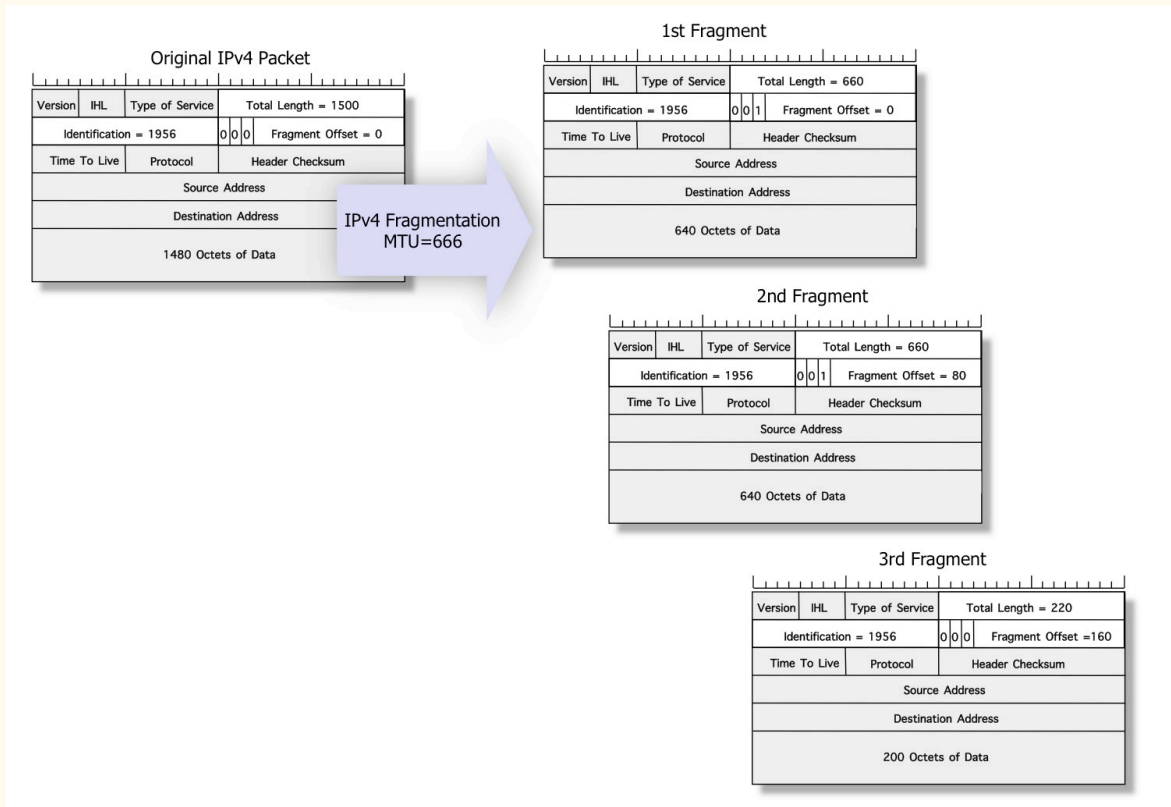 Original IPv4 Packet
Version IHL Type of Service Total Length = 1500
Identification = 1956 0 0 0 Fragment Offset = 0
Time To Live Protocol Header Checksum
Source Address
Destination Address
1480 Octets of Data
IPv4 Fragmentation
MTU=666
1st Fragment
Version IHL Type of Service Total Length = 660
Identification = 1956 0 0 1 Fragment Offset = 0
Time To Live Protocol Header Checksum
Source Address
Destination Address
640 Octets of Data
2nd Fragment
Version IHL Type of Service Total Length = 660
Identification = 1956 0 0 1 Fragment Offset = 80
Time To Live Protocol Header Checksum
Source Address
Destination Address
640 Octets of Data
3rd Fragment
Version IHL Type of Service Total Length = 220
Identification = 1956 0 0 0 Fragment Offset =160
Time To Live Protocol Header Checksum
Source Address
Destination Address
200 Octets of Data